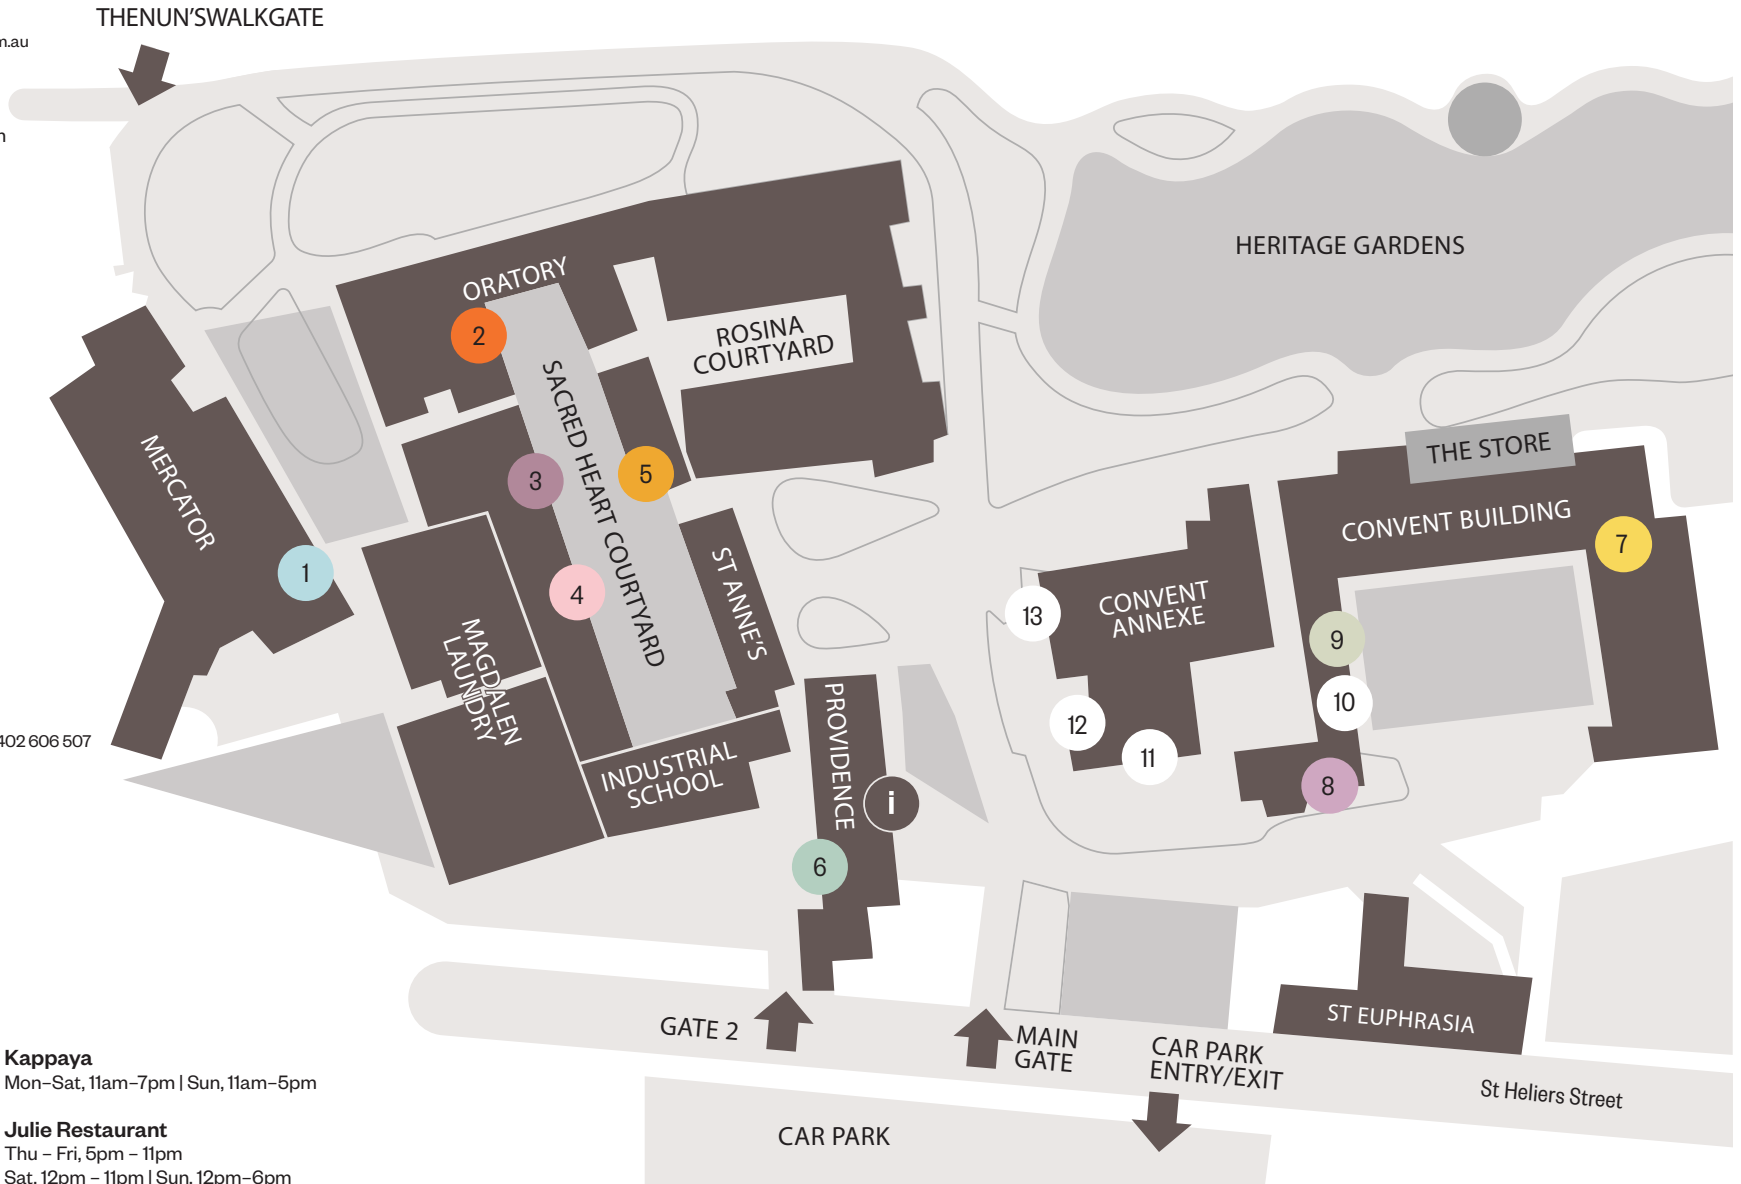 THENUN'SWALKGATE
m.au
HERITAGE GARDENS
ORATORY
2
ROSINA
COURTYARD
SACRED HEART COURTYARD
MERCATOR
3
5
THE STORE
CONVENT BUILDING
7
1
4
ST ANNE'S
CONVENT
ANNEXE
13
9
MAGDALEN
LAUNDRY
10
12
11
402 606 507
PROVIDENCE
INDUSTRIAL
SCHOOL
i
8
6
ST EUPHRASIA
GATE 2
MAIN
GATE
CAR PARK
ENTRY/EXIT
St Heliers Street
CAR PARK
Kappaya
Mon–Sat, 11am–7pm | Sun, 11am–5pm
Julie Restaurant
Thu – Fri, 5pm – 11pm
Sat, 12pm – 11pm | Sun, 12pm–6pm